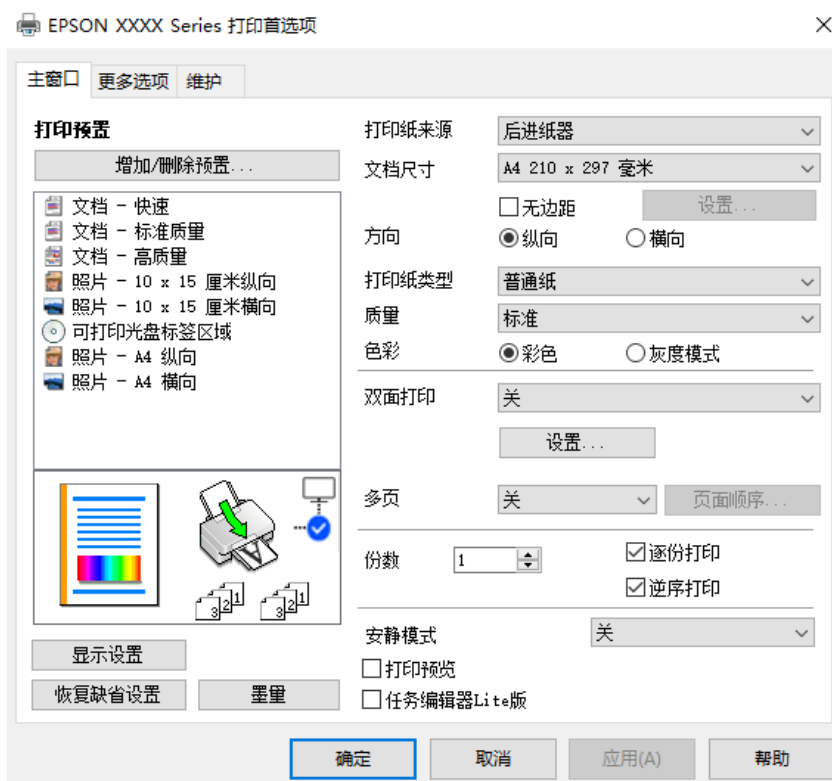 EPSON XXXX Series 打印首选项
主窗口 更多选项 维护
打印预置
增加/删除预置...
文档 - 快速
文档 - 标准质量
文档 - 高质量
照片 - 10 x 15 厘米纵向
照片 - 10 x 15 厘米横向
可打印光盘标签区域
照片 - A4 纵向
照片 - A4 横向
3 2 1 3 2 1
显示设置
恢复缺省设置 墨量
打印纸来源 后进纸器
文档尺寸 A4 210 x 297 毫米
无边距 设置...
方向 纵向 横向
打印纸类型 普通纸
质量 标准
色彩 彩色 灰度模式
双面打印 关
设置...
多页 关 页面顺序...
份数 1 逐份打印
逆序打印
安静模式 关
打印预览
任务编辑器Lite版
确定 取消 应用(A) 帮助